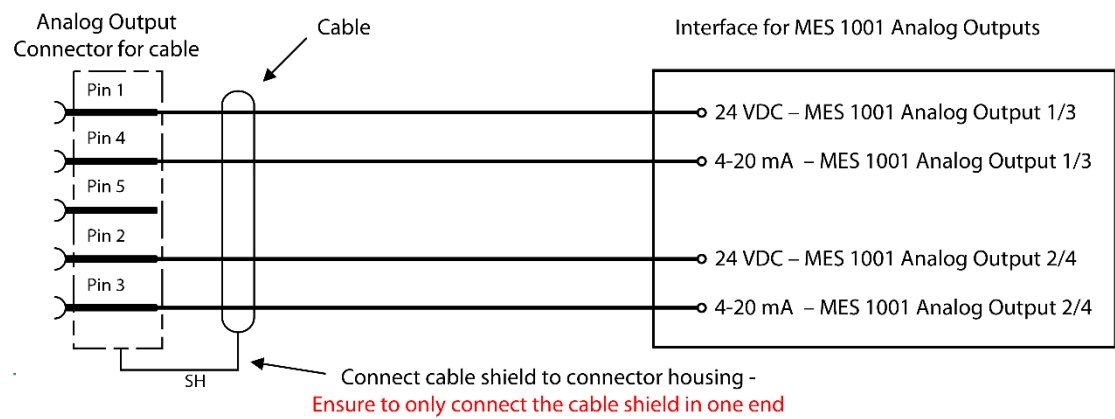 Analog Output
Connector for cable
Cable
Interface for MES 1001 Analog Outputs
Pin 1
24 VDC – MES 1001 Analog Output 1/3
Pin 4
4-20 mA – MES 1001 Analog Output 1/3
Pin 5
Pin 2
24 VDC – MES 1001 Analog Output 2/4
Pin 3
4-20 mA – MES 1001 Analog Output 2/4
SH
Connect cable shield to connector housing -
Ensure to only connect the cable shield in one end